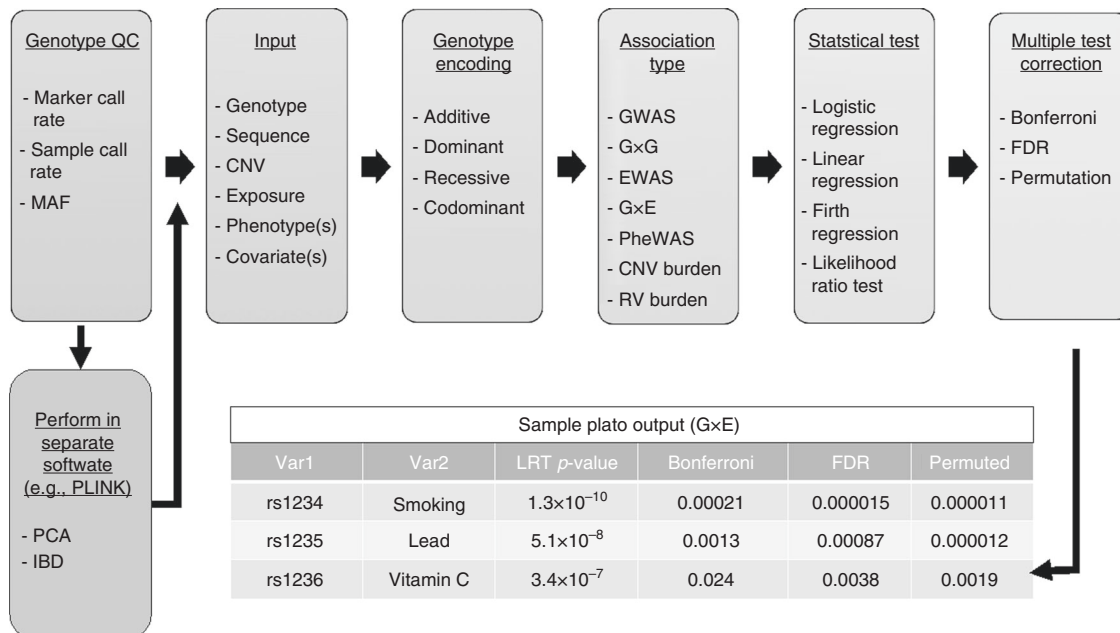 Genotype QC
- Marker call
rate
- Sample call
rate
- MAF
Input
- Genotype
- Sequence
- CNV
- Exposure
- Phenotype(s)
- Covariate(s)
Genotype
encoding
- Additive
- Dominant
- Recessive
- Codominant
Association
type
- GWAS
- G×G
- EWAS
- G×E
- PheWAS
- CNV burden
- RV burden
Statstical test
- Logistic
regression
- Linear
regression
- Firth
regression
- Likelihood
ratio test
Multiple test
correction
- Bonferroni
- FDR
- Permutation
Perform in
separate
softwate
(e.g., PLINK)
- PCA
- IBD
Sample plato output (G×E)
Var1 Var2 LRT p-value Bonferroni FDR Permuted
rs1234 Smoking 1.3×10⁻¹⁰ 0.00021 0.000015 0.000011
rs1235 Lead 5.1×10⁻⁸ 0.0013 0.00087 0.000012
rs1236 Vitamin C 3.4×10⁻⁷ 0.024 0.0038 0.0019